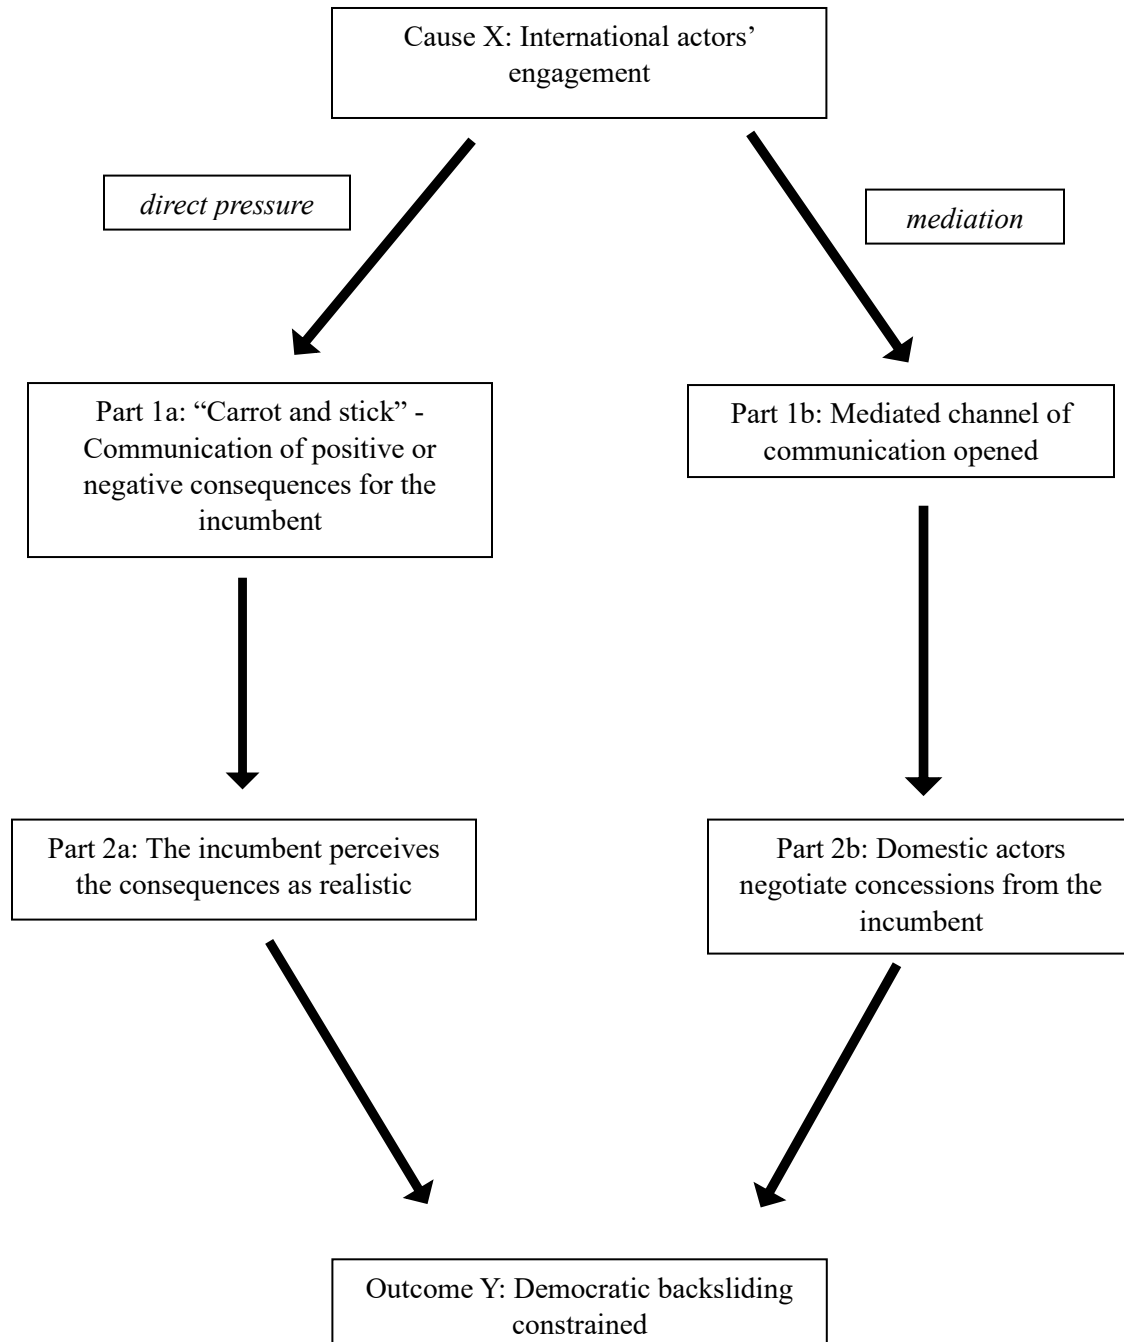 Cause X: International actors’
engagement
direct pressure
mediation
Part 1a: “Carrot and stick” -
Communication of positive or
negative consequences for the
incumbent
Part 1b: Mediated channel of
communication opened
Part 2a: The incumbent perceives
the consequences as realistic
Part 2b: Domestic actors
negotiate concessions from the
incumbent
Outcome Y: Democratic backsliding
constrained